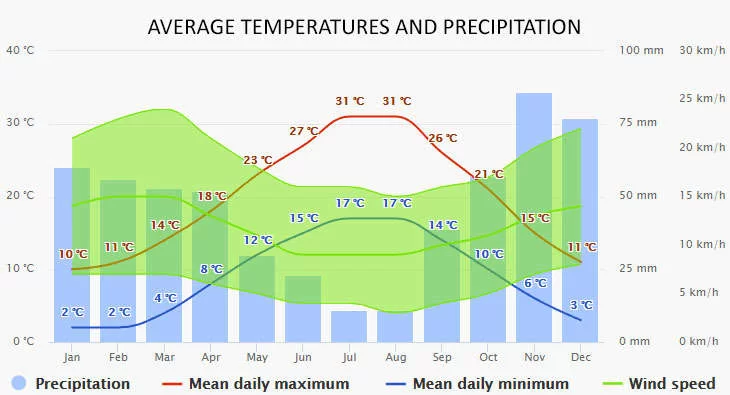 AVERAGE TEMPERATURES AND PRECIPITATION
40 °C 100 mm 30 km/h
31 °C 31 °C 25 km/h
27 °C
30 °C 26 °C 75 mm
23 °C 20 km/h
21 °C
18 °C
20 °C 17 °C 17 °C 50 mm 15 km/h
14 °C 15 °C 14 °C 15 °C
12 °C
10 °C 11 °C 10 °C 11 °C 10 km/h
8 °C
10 °C 25 mm
6 °C 5 km/h
4 °C
2 °C 2 °C 3 °C
0 °C 0 mm 0 km/h
Jan Feb Mar Apr May Jun Jul Aug Sep Oct Nov Dec
Precipitation Mean daily maximum Mean daily minimum Wind speed